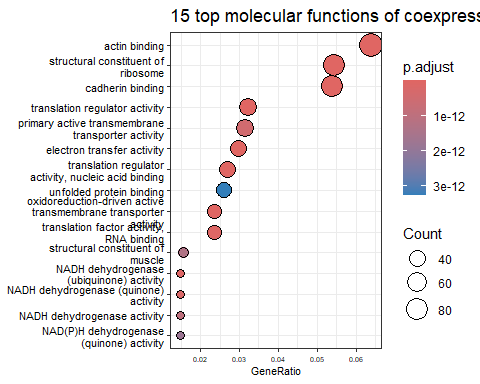 15 top molecular functions of coexpres
actin binding
structural constituent of
ribosome
cadherin binding
translation regulator activity
primary active transmembrane
transporter activity
electron transfer activity
translation regulator
activity, nucleic acid binding
unfolded protein binding
oxidoreduction-driven active
transmembrane transporter
activity
translation factor activity,
RNA binding
structural constituent of
muscle
NADH dehydrogenase
(ubiquinone) activity
NADH dehydrogenase (quinone)
activity
NADH dehydrogenase activity
NAD(P)H dehydrogenase
(quinone) activity
0.02 0.03 0.04 0.05 0.06
GeneRatio
p.adjust
1e-12
2e-12
3e-12
Count
40
60
80